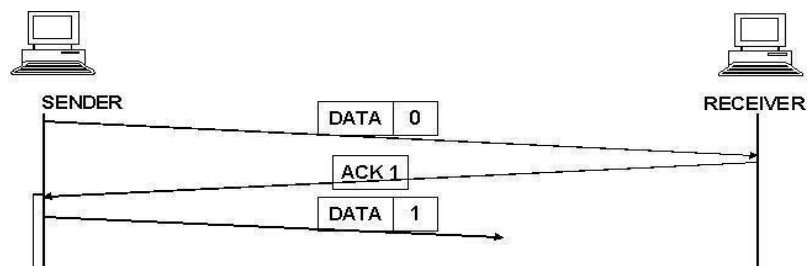 SENDER
RECEIVER
DATA 0
ACK 1
DATA 1